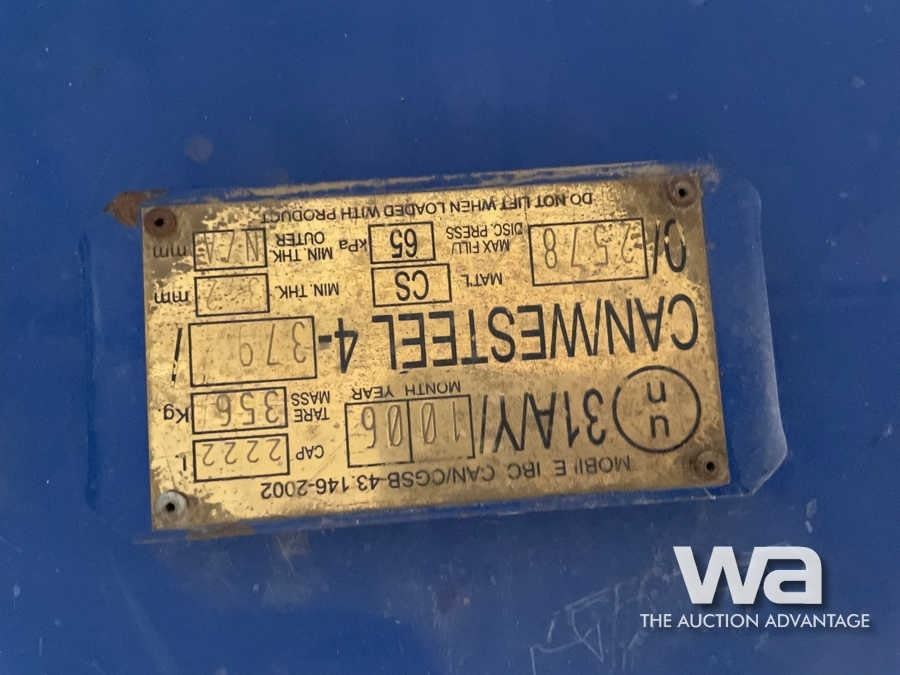 MOBILE IBC CAN/CGSB-43.146-2002
un 31A/Y/ 10 06
MONTH YEAR
CAP 2222 L
TARE MASS 356 Kg.
CAN/WESTEEL 4- 379 /
0/ 2578
MAT'L CS
MIN. THK. mm
MAX FILL/ DISC. PRESS 65 kPa
MIN. THK. OUTER N/A mm
DO NOT LIFT WHEN LOADED WITH PRODUCT
wa
THE AUCTION ADVANTAGE